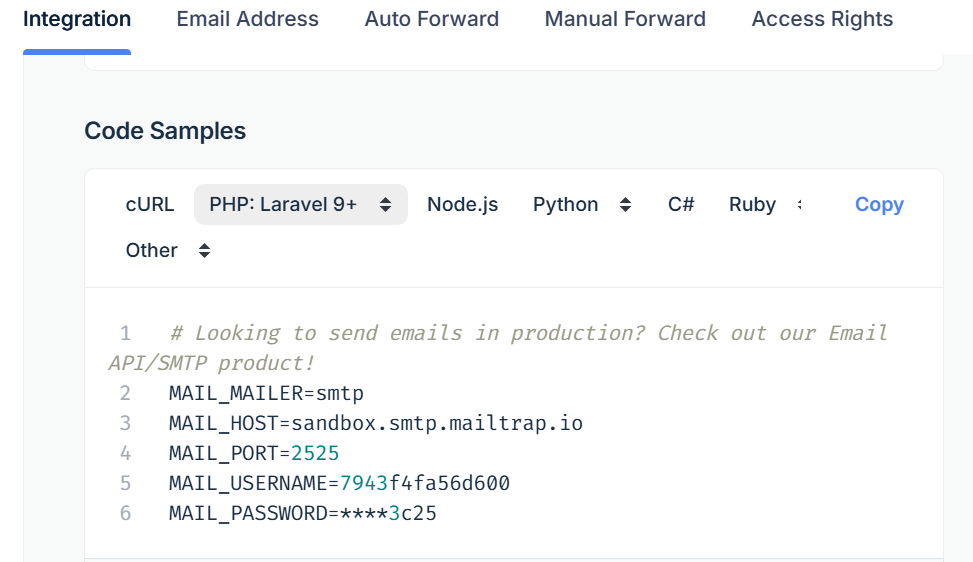 Integration Email Address Auto Forward Manual Forward Access Rights
Code Samples
cURL PHP: Laravel 9+ Node.js Python C# Ruby Copy
Other
1 # Looking to send emails in production? Check out our Email
API/SMTP product!
2 MAIL_MAILER=smtp
3 MAIL_HOST=sandbox.smtp.mailtrap.io
4 MAIL_PORT=2525
5 MAIL_USERNAME=7943f4fa56d600
6 MAIL_PASSWORD=****3c25